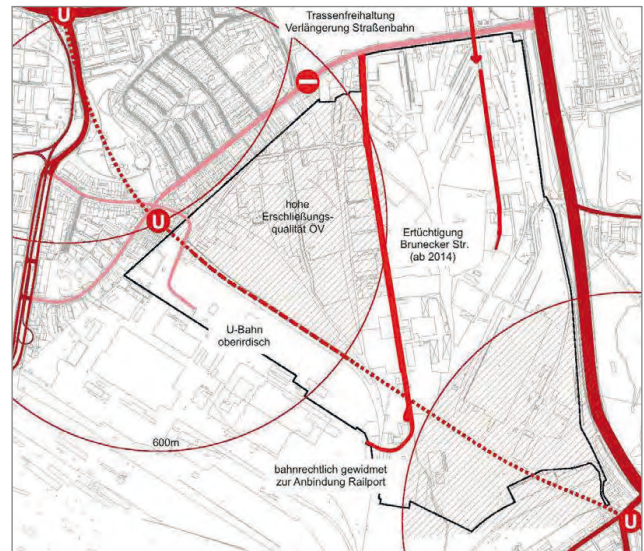 U
Trassenfreihaltung
Verlängerung Straßenbahn
hohe
Erschließungs-
qualität ÖV
U
Ertüchtigung
Brunecker Str.
(ab 2014)
U-Bahn
oberirdisch
600m
bahnrechtlich gewidmet
zur Anbindung Railport
U